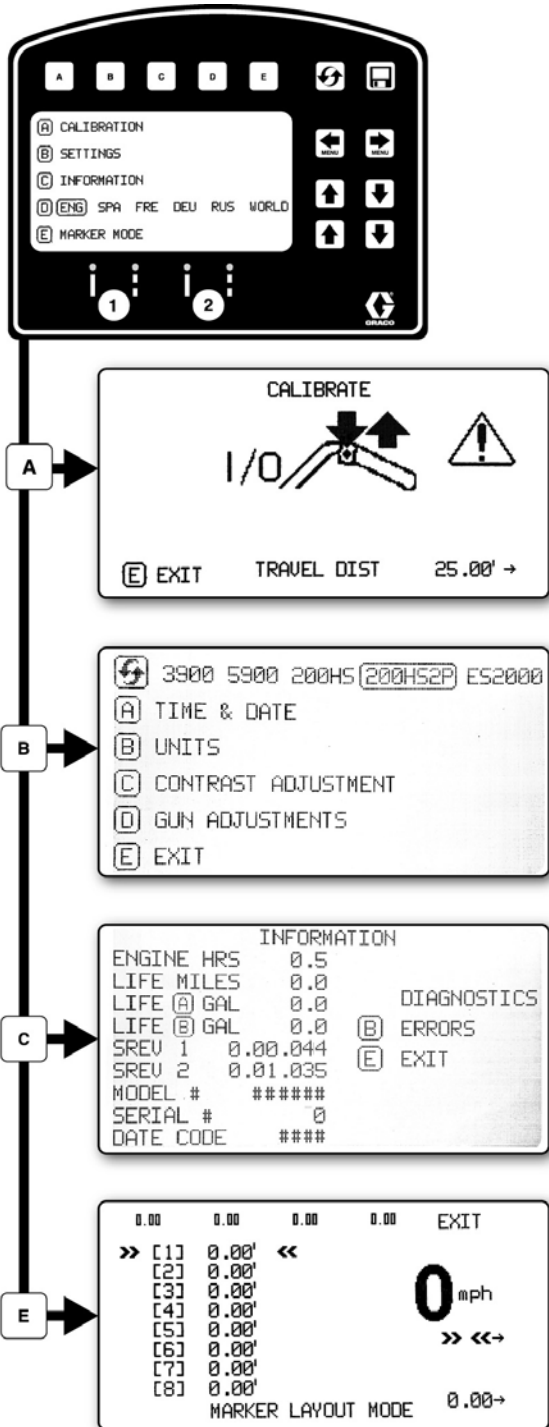 A B C D E
A CALIBRATION
B SETTINGS
C INFORMATION
D ENG SPA FRE DEU RUS WORLD
E MARKER MODE
MENU MENU
1 2
GRACO
A
CALIBRATE
I/O
E EXIT TRAVEL DIST 25.00' →
B
3900 5900 200HS 200HS2P ES2000
A TIME & DATE
B UNITS
C CONTRAST ADJUSTMENT
D GUN ADJUSTMENTS
E EXIT
C
INFORMATION
ENGINE HRS 0.5
LIFE MILES 0.0
LIFE A GAL 0.0 DIAGNOSTICS
LIFE B GAL 0.0 B ERRORS
SREV 1 0.00.044 E EXIT
SREV 2 0.01.035
MODEL # ######
SERIAL # 0
DATE CODE ####
E
0.00 0.00 0.00 0.00 EXIT
>> [1] 0.00' <<
[2] 0.00'
[3] 0.00'
[4] 0.00' 0 mph
[5] 0.00'
[6] 0.00' >> <<→
[7] 0.00'
[8] 0.00'
MARKER LAYOUT MODE 0.00→